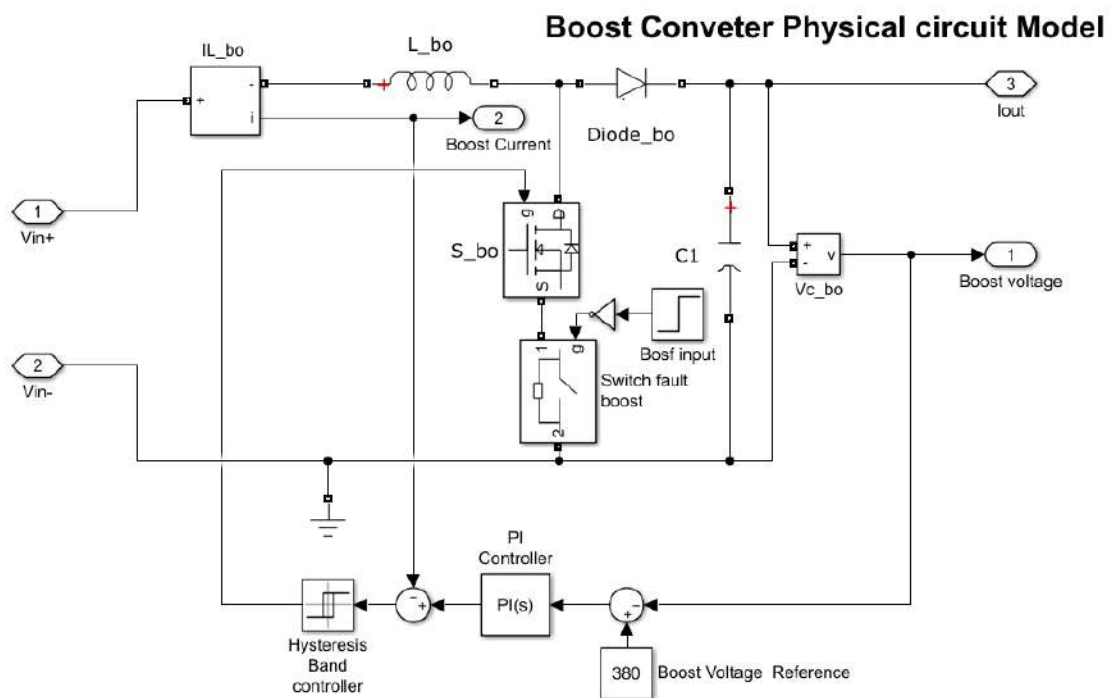 Boost Conveter Physical circuit Model
IL_bo
L_bo
+
-
i
+
2
Boost Current
Diode_bo
3
Iout
1
Vin+
g
D
S
S_bo
+
C1
+
-
v
Vc_bo
1
Boost voltage
Bosf input
1
g
2
Switch fault
boost
2
Vin-
PI
Controller
PI(s)
-
+
-
+
Hysteresis
Band
controller
380
Boost Voltage Reference